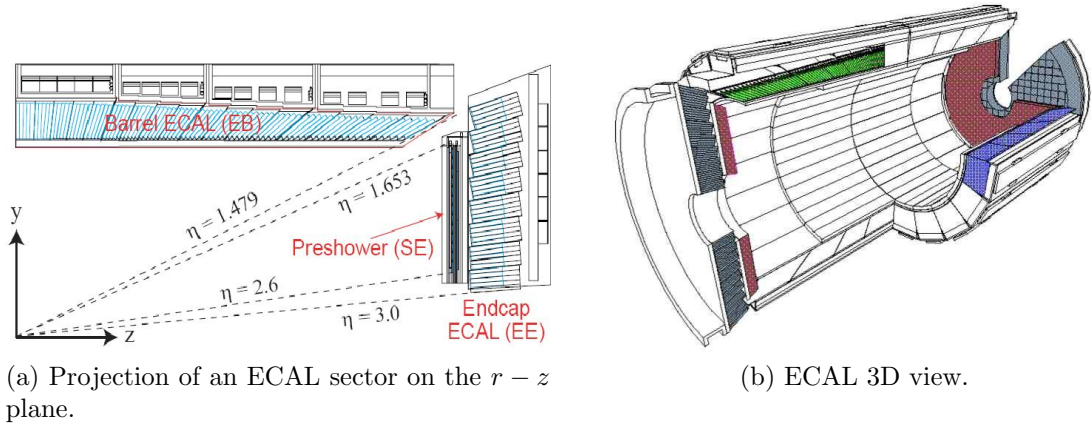 Barrel ECAL (EB)
y
η = 1.479
η = 1.653
Preshower (SE)
η = 2.6
η = 3.0
z
Endcap
ECAL (EE)
(a) Projection of an ECAL sector on the r − z
plane.
(b) ECAL 3D view.